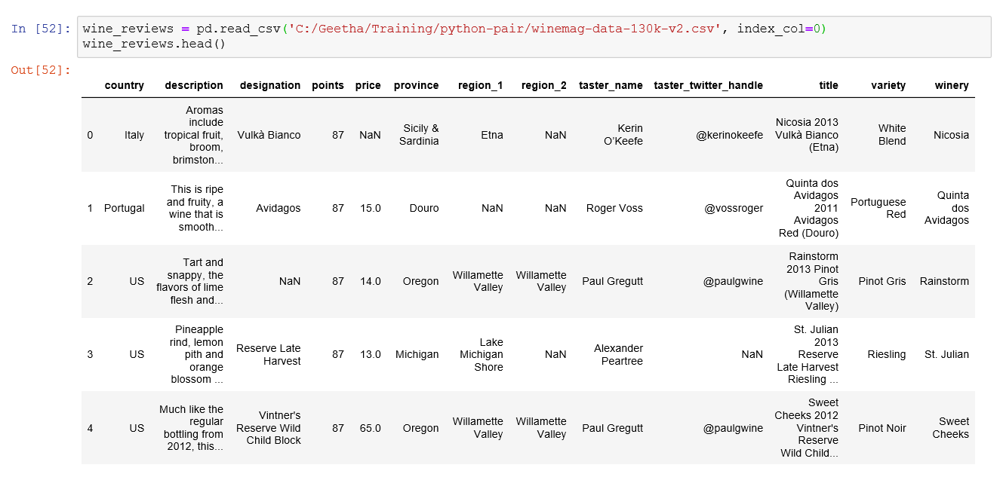 In [52]: wine_reviews = pd.read_csv('C:/Geetha/Training/python-pair/winemag-data-130k-v2.csv', index_col=0)
wine_reviews.head()
Out[52]:
country description designation points price province region_1 region_2 taster_name taster_twitter_handle title variety winery
0 Italy Aromas include tropical fruit, broom, brimston... Vulkà Bianco 87 NaN Sicily & Sardinia Etna NaN Kerin O’Keefe @kerinokeefe Nicosia 2013 Vulkà Bianco (Etna) White Blend Nicosia
1 Portugal This is ripe and fruity, a wine that is smooth... Avidagos 87 15.0 Douro NaN NaN Roger Voss @vossroger Quinta dos Avidagos 2011 Avidagos Red (Douro) Portuguese Red Quinta dos Avidagos
2 US Tart and snappy, the flavors of lime flesh and... NaN 87 14.0 Oregon Willamette Valley Willamette Valley Paul Gregutt @paulgwine Rainstorm 2013 Pinot Gris (Willamette Valley) Pinot Gris Rainstorm
3 US Pineapple rind, lemon pith and orange blossom ... Reserve Late Harvest 87 13.0 Michigan Lake Michigan Shore NaN Alexander Peartree NaN St. Julian 2013 Reserve Late Harvest Riesling ... Riesling St. Julian
4 US Much like the regular bottling from 2012, this... Vintner's Reserve Wild Child Block 87 65.0 Oregon Willamette Valley Willamette Valley Paul Gregutt @paulgwine Sweet Cheeks 2012 Vintner's Reserve Wild Child... Pinot Noir Sweet Cheeks